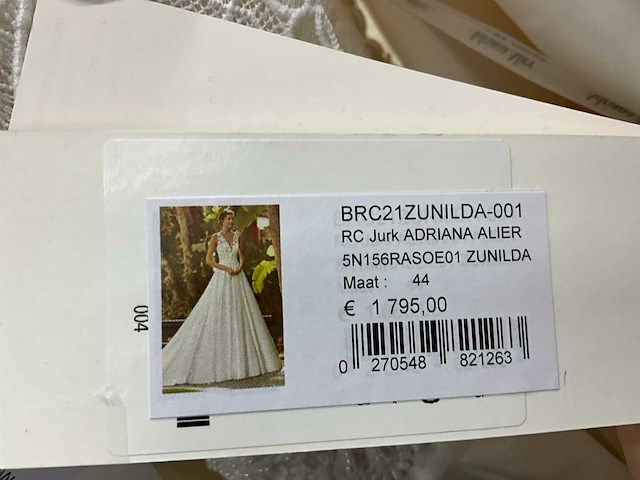 BRC21ZUNILDA-001
RC Jurk ADRIANA ALIER
5N156RASOE01 ZUNILDA
Maat : 44
€ 1 795,00
0 270548 821263
004